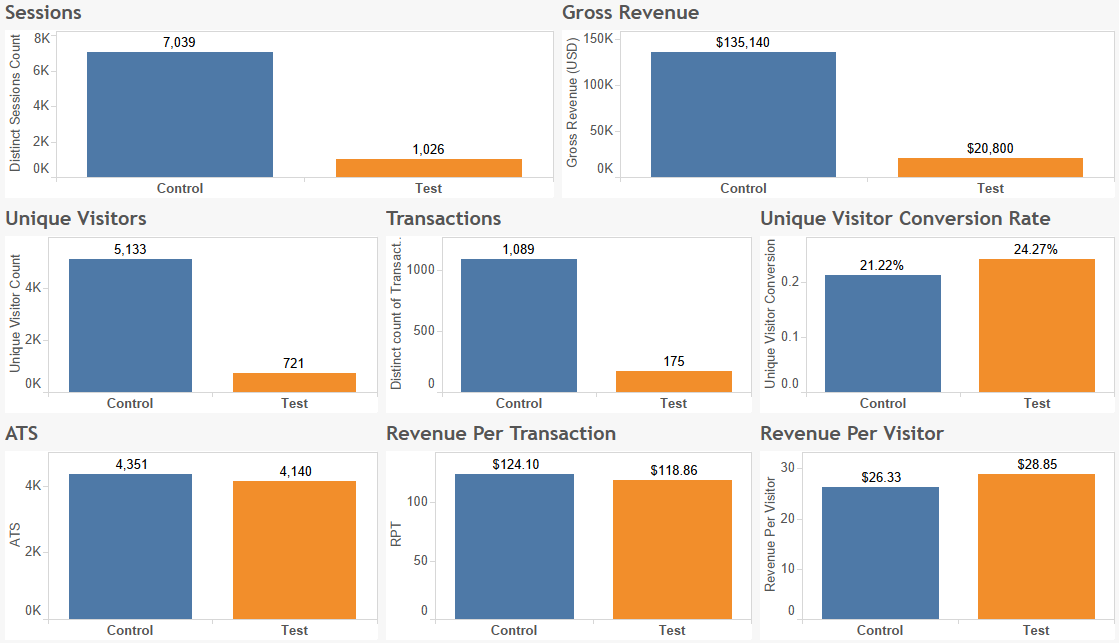 Sessions
Distinct Sessions Count
8K
6K
4K
2K
0K
7,039
1,026
Control
Test
Gross Revenue
Gross Revenue (USD)
150K
100K
50K
0K
$135,140
$20,800
Control
Test
Unique Visitors
Unique Visitor Count
4K
2K
0K
5,133
721
Control
Test
Transactions
Distinct count of Transact..
1000
500
0
1,089
175
Control
Test
Unique Visitor Conversion Rate
Unique Visitor Conversion
0.2
0.1
0.0
21.22%
24.27%
Control
Test
ATS
ATS
4K
2K
0K
4,351
4,140
Control
Test
Revenue Per Transaction
RPT
100
50
0
$124.10
$118.86
Control
Test
Revenue Per Visitor
Revenue Per Visitor
30
20
10
0
$26.33
$28.85
Control
Test